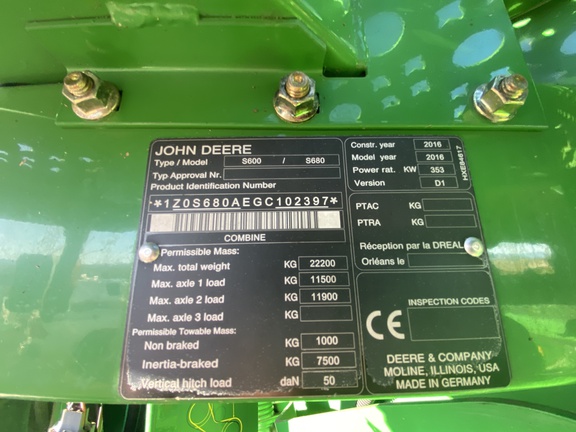 JOHN DEERE
Type / Model S600 / S680
Typ Approval Nr.
Product Identification Number
*1Z0S680AEGC102397*
COMBINE
Permissible Mass:
Max. total weight KG 22200
Max. axle 1 load KG 11500
Max. axle 2 load KG 11900
Max. axle 3 load KG
Permissible Towable Mass:
Non braked KG 1000
Inertia-braked KG 7500
Vertical hitch load daN 50
Constr. year 2016
Model year 2016
Power rat. KW 353
Version D1
HXE84817
PTAC KG
PTRA KG
Réception par la DREAL
Orléans le
INSPECTION CODES
CE
DEERE & COMPANY
MOLINE, ILLINOIS, USA
MADE IN GERMANY